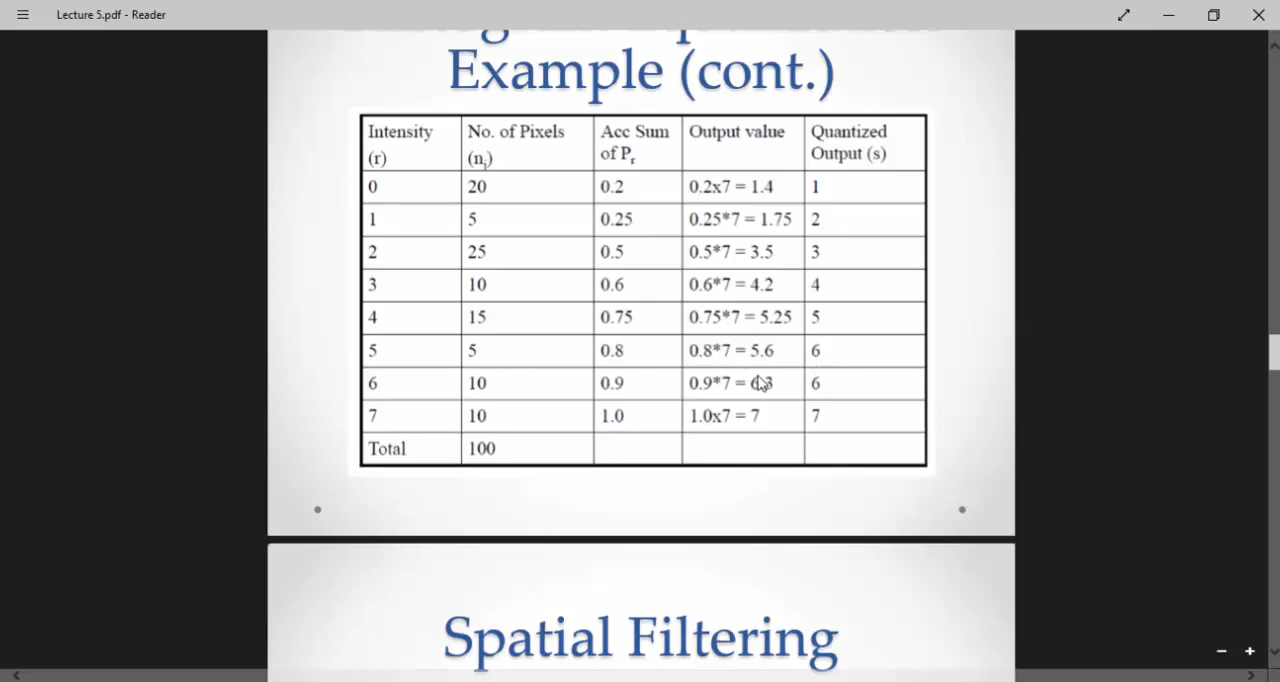 Lecture 5.pdf - Reader
Example (cont.)
Intensity (r) No. of Pixels (ni) Acc Sum of Pr Output value Quantized Output (s)
0 20 0.2 0.2x7 = 1.4 1
1 5 0.25 0.25*7 = 1.75 2
2 25 0.5 0.5*7 = 3.5 3
3 10 0.6 0.6*7 = 4.2 4
4 15 0.75 0.75*7 = 5.25 5
5 5 0.8 0.8*7 = 5.6 6
6 10 0.9 0.9*7 = 6
7 10 1.0 1.0x7 = 7 7
Total 100
Spatial Filtering